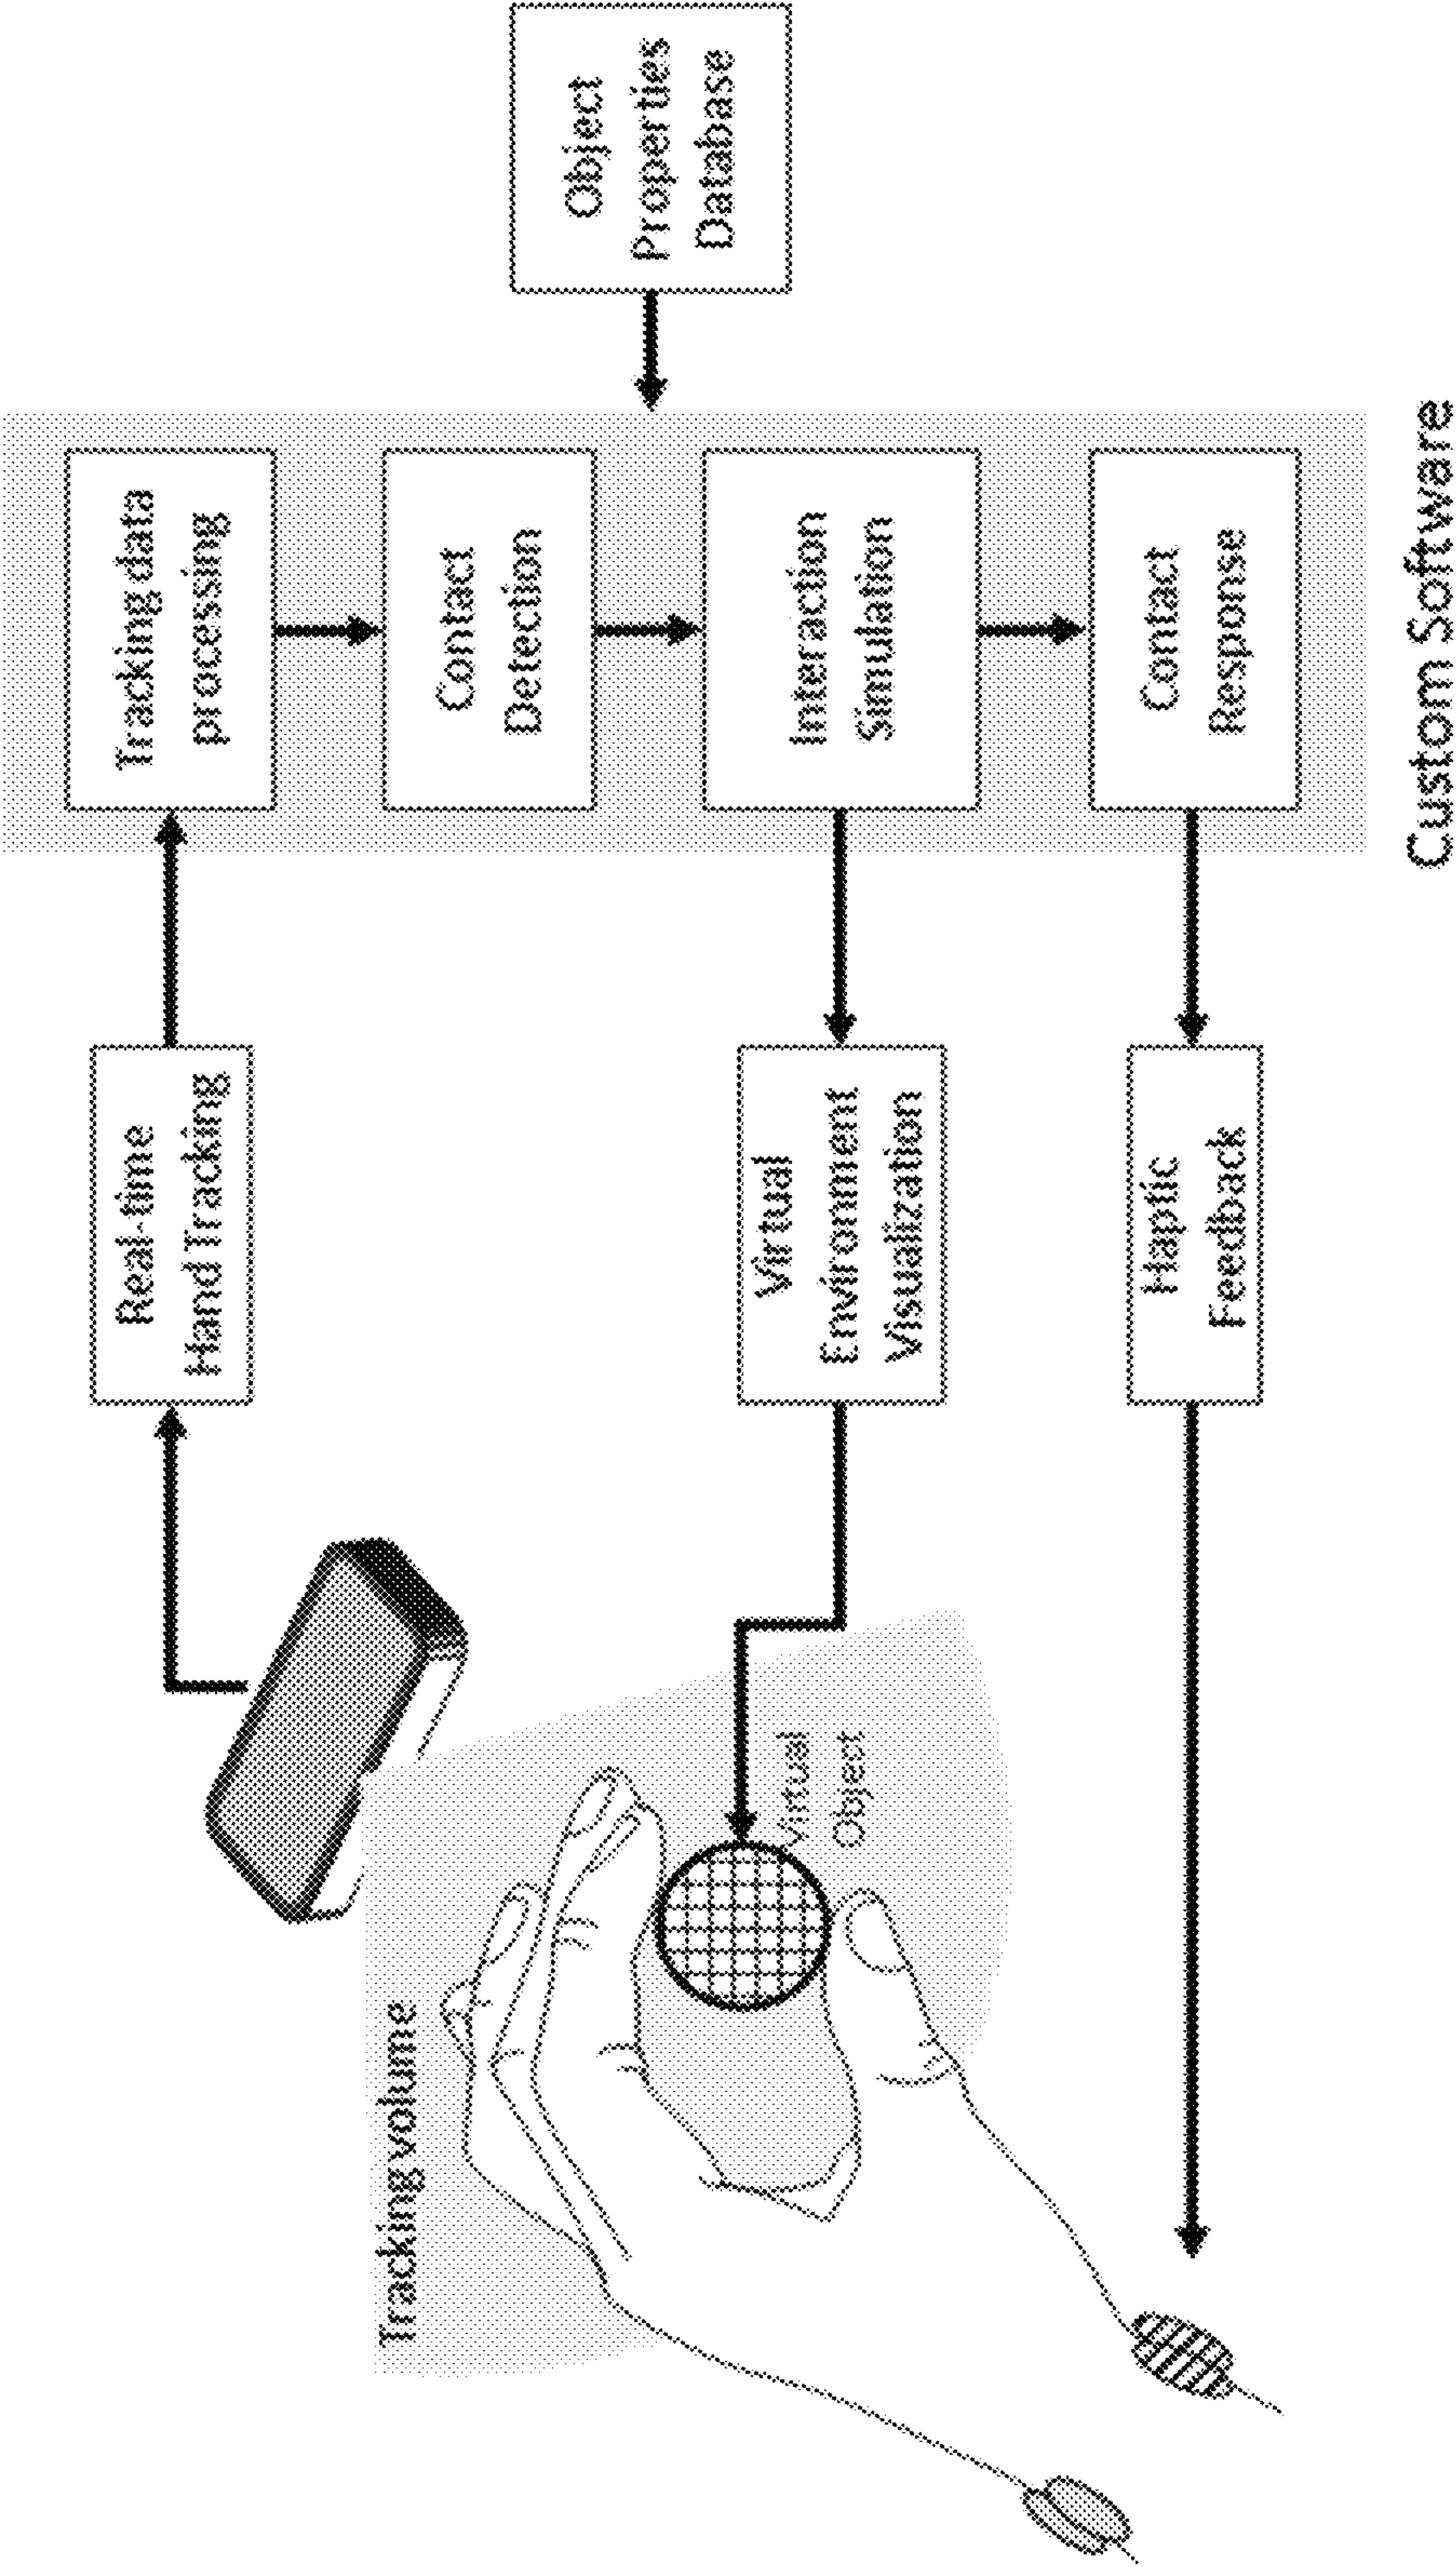 Tracking volume
Virtual
Object
Real-time
Hand Tracking
Virtual
Environment
Visualization
Haptic
Feedback
Tracking data
processing
Contact
Detection
Interaction
Simulation
Contact
Response
Custom Software
Object
Properties
Database